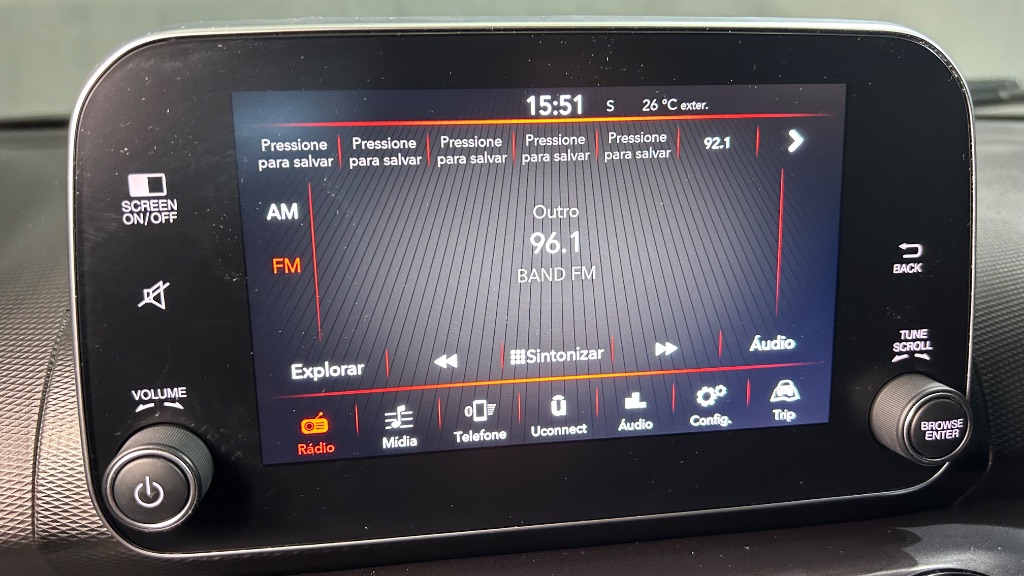 15:51 S 26 °C exter.
Pressione para salvar
Pressione para salvar
Pressione para salvar
Pressione para salvar
Pressione para salvar
92.1
SCREEN
ON/OFF
AM
FM
Outro
96.1
BAND FM
BACK
TUNE
SCROLL
Explorar
Sintonizar
Áudio
VOLUME
Rádio
Mídia
Telefone
Uconnect
Áudio
Config.
Trip
BROWSE
ENTER